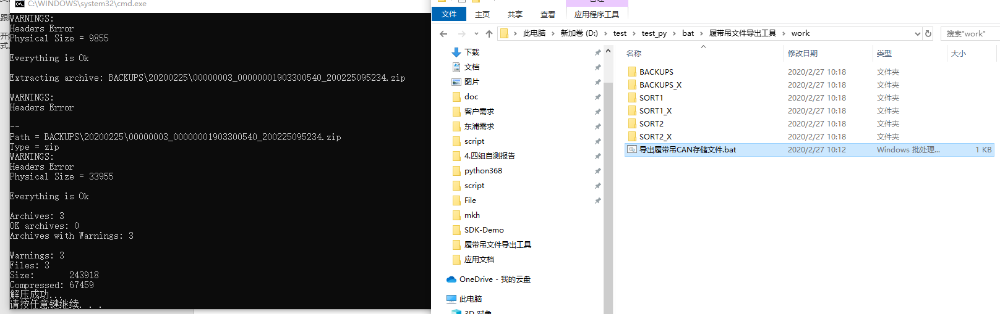 C:\WINDOWS\system32\cmd.exe
WARNINGS:
Headers Error
Physical Size = 9855
Everything is Ok
Extracting archive: BACKUPS\20200225\00000003_00000001903300540_200225095234.zip
WARNINGS:
Headers Error
--
Path = BACKUPS\20200225\00000003_00000001903300540_200225095234.zip
Type = zip
WARNINGS:
Headers Error
Physical Size = 33955
Everything is Ok
Archives: 3
OK archives: 0
Archives with Warnings: 3
Warnings: 3
Files: 3
Size: 243918
Compressed: 67459
解压成功...
请按任意键继续. . .
文件 主页 共享 查看 应用程序工具
此电脑 新加卷 (D:) test test_py bat 履带吊文件导出工具 work
搜索"work"
下载
文档
图片
doc
客户需求
东浦需求
script
4.四组自测报告
python368
script
File
mkh
SDK-Demo
履带吊文件导出工具
应用文档
OneDrive - 我的云盘
此电脑
3D 对象
名称 修改日期 类型 大小
BACKUPS 2020/2/27 10:18 文件夹
BACKUPS_X 2020/2/27 10:18 文件夹
SORT1 2020/2/27 10:18 文件夹
SORT1_X 2020/2/27 10:18 文件夹
SORT2 2020/2/27 10:18 文件夹
SORT2_X 2020/2/27 10:18 文件夹
导出履带吊CAN存储文件.bat 2020/2/27 10:12 Windows 批处理... 1 KB